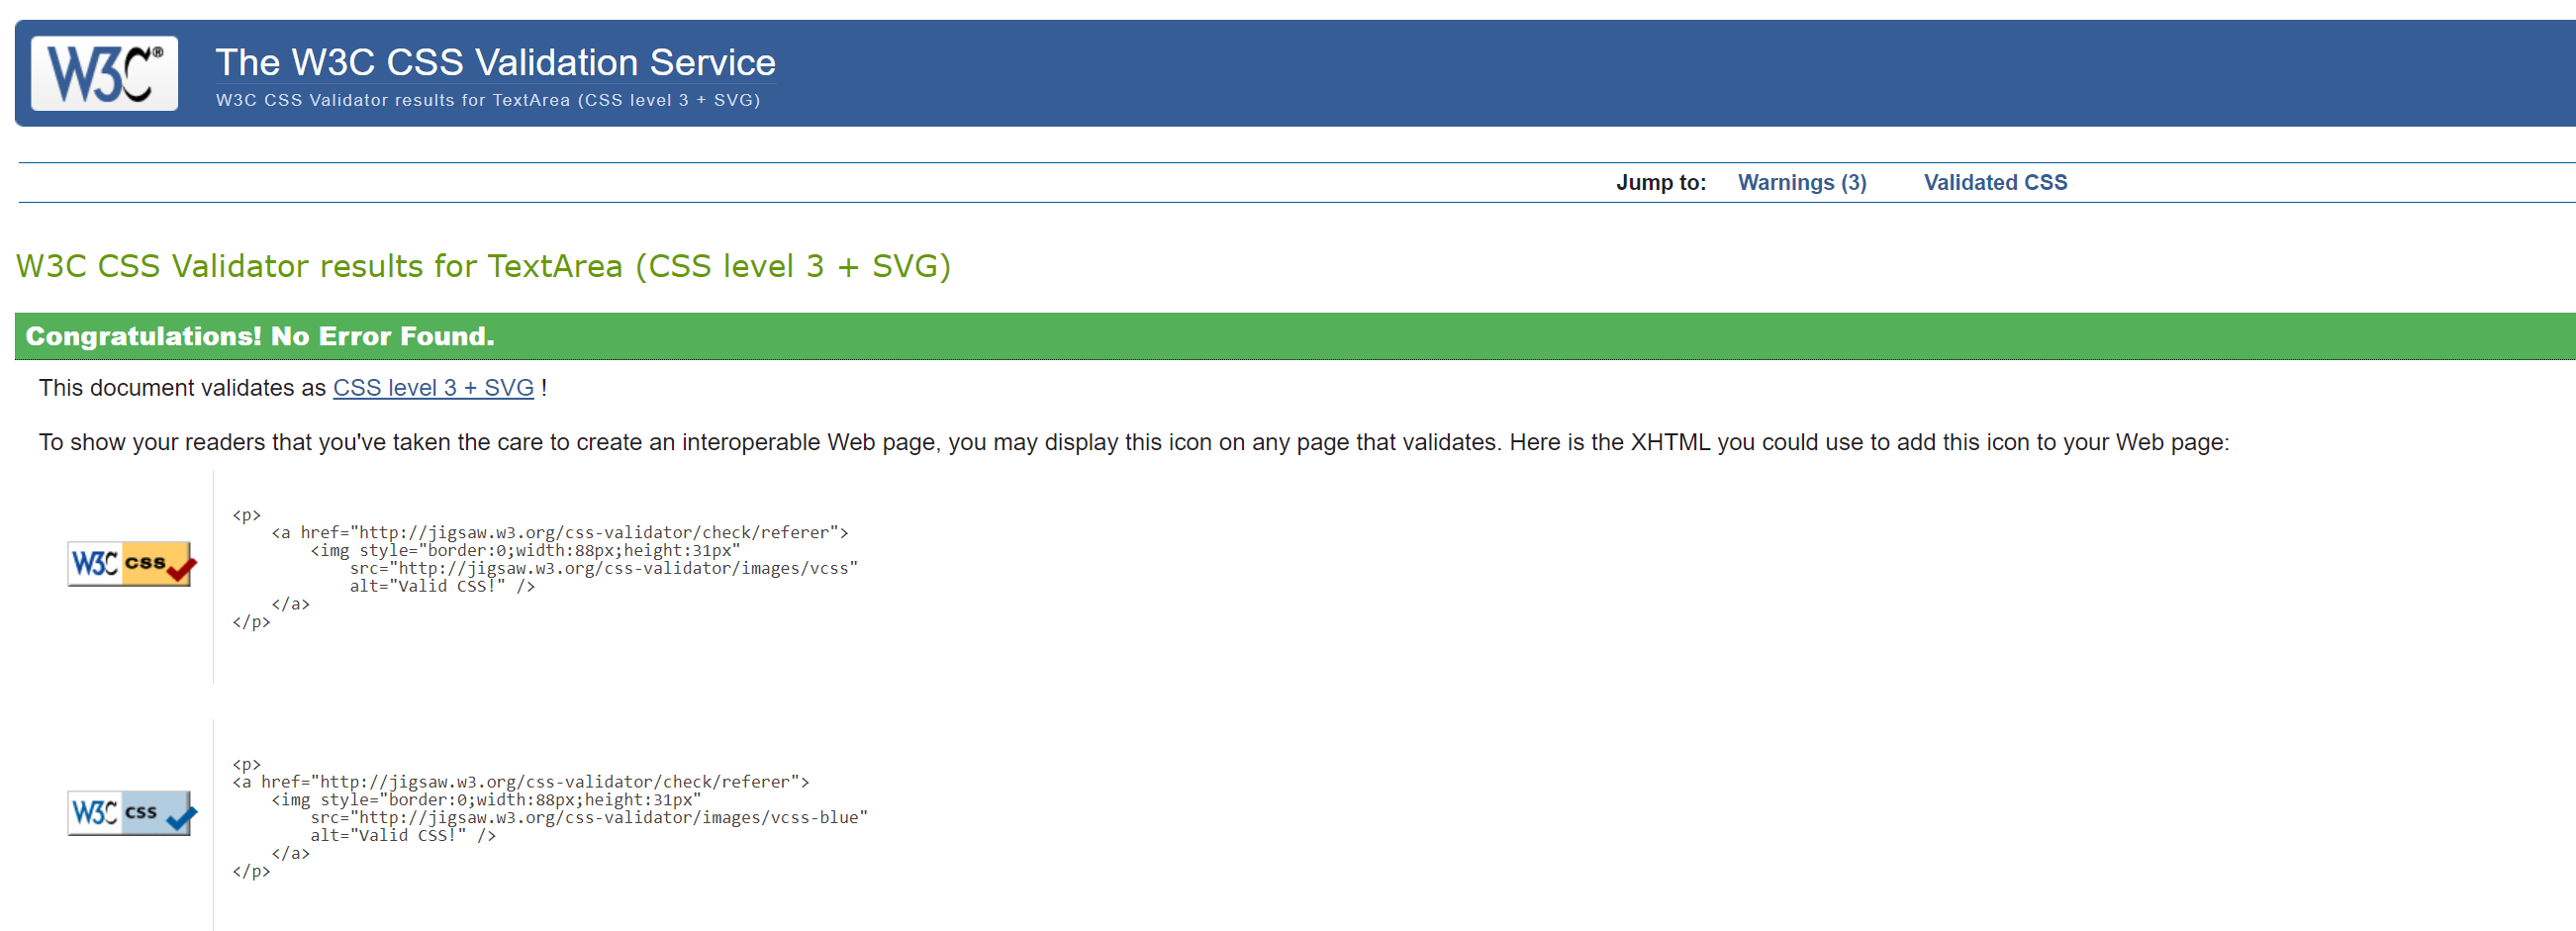 W3C®
The W3C CSS Validation Service
W3C CSS Validator results for TextArea (CSS level 3 + SVG)
Jump to: Warnings (3) Validated CSS
W3C CSS Validator results for TextArea (CSS level 3 + SVG)
Congratulations! No Error Found.
This document validates as CSS level 3 + SVG !
To show your readers that you've taken the care to create an interoperable Web page, you may display this icon on any page that validates. Here is the XHTML you could use to add this icon to your Web page:
W3C css
<p>
    <a href="http://jigsaw.w3.org/css-validator/check/referer">
        <img style="border:0;width:88px;height:31px"
            src="http://jigsaw.w3.org/css-validator/images/vcss"
            alt="Valid CSS!" />
    </a>
</p>
W3C css
<p>
<a href="http://jigsaw.w3.org/css-validator/check/referer">
    <img style="border:0;width:88px;height:31px"
        src="http://jigsaw.w3.org/css-validator/images/vcss-blue"
        alt="Valid CSS!" />
    </a>
</p>